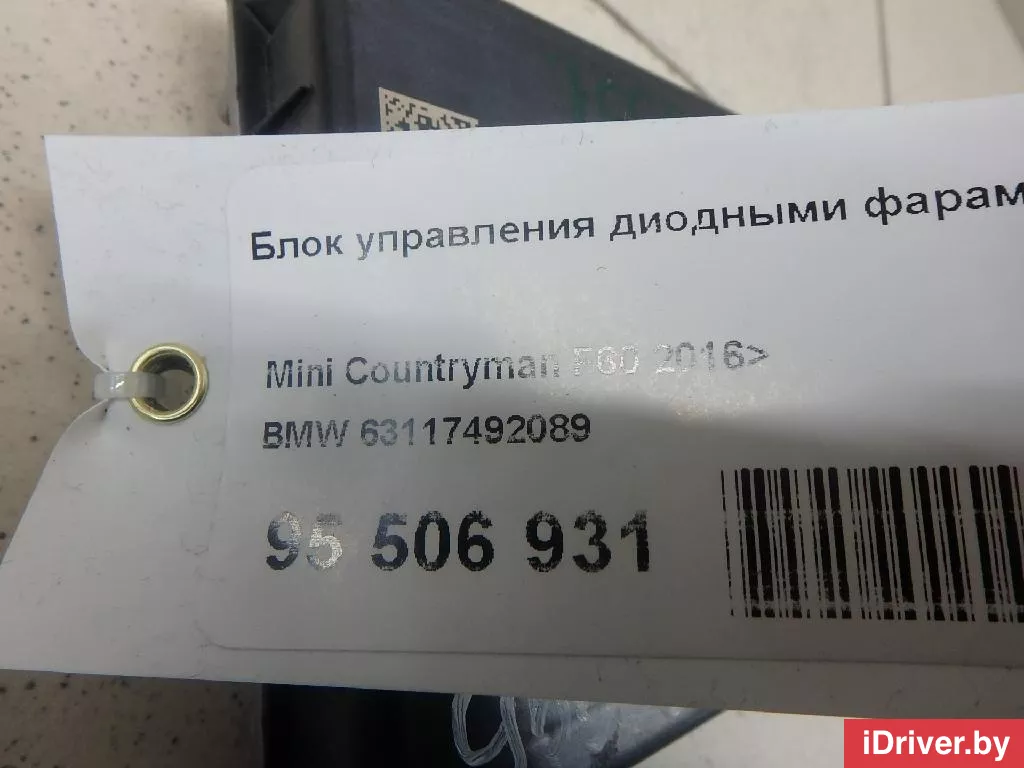 Блок управления диодными фарам
Mini Countryman F60 2016>
BMW 63117492089
95 506 931
iDriver.by